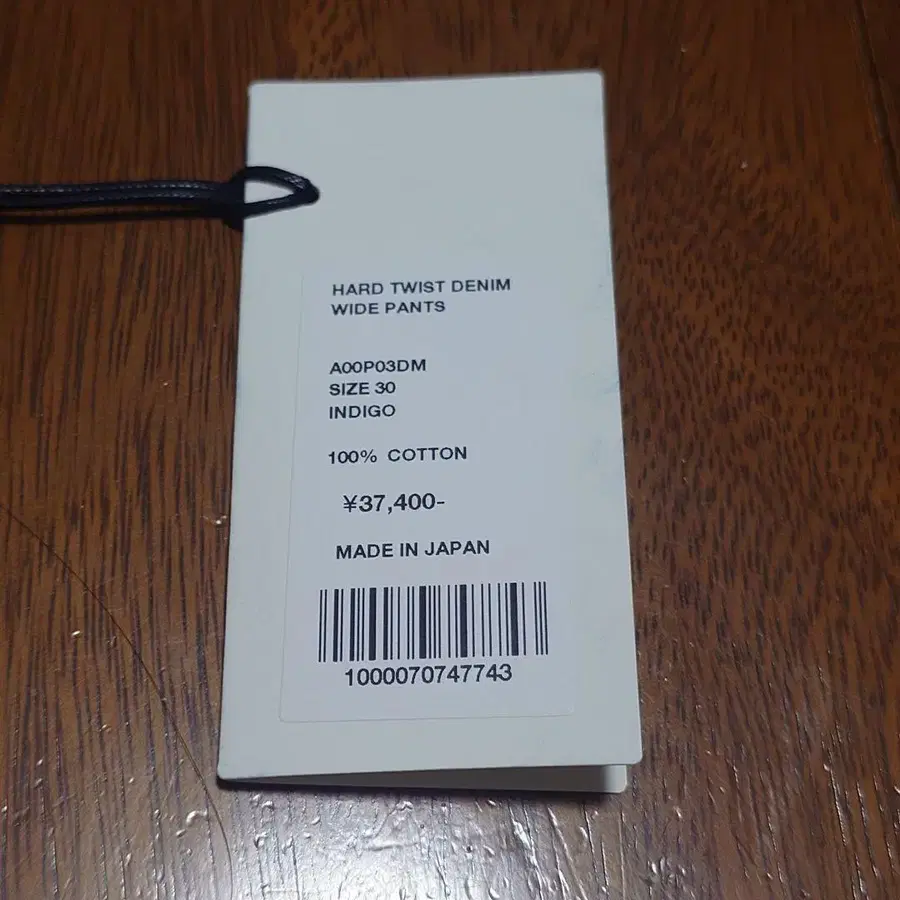 HARD TWIST DENIM
WIDE PANTS
A00P03DM
SIZE 30
INDIGO
100% COTTON
¥37,400-
MADE IN JAPAN
1000070747743